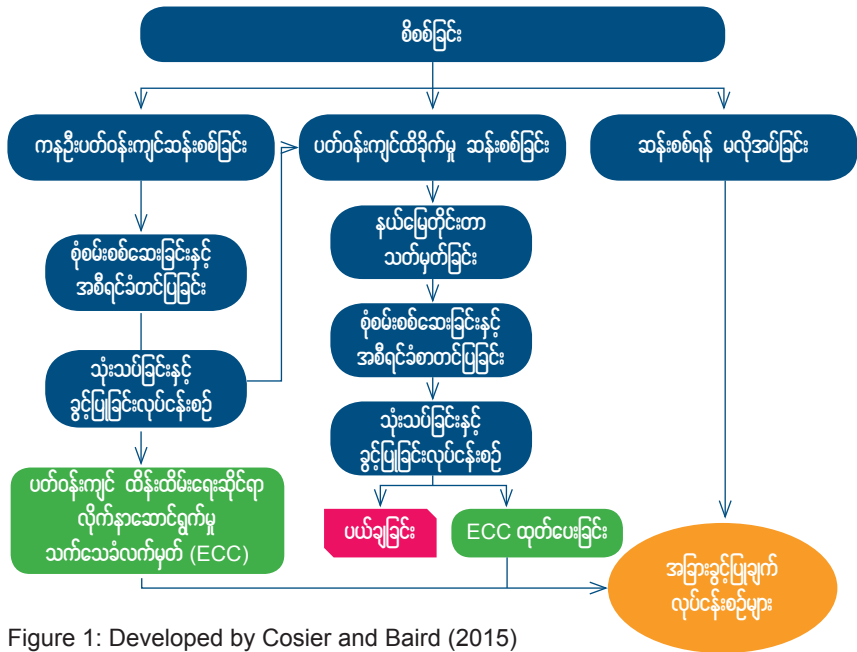 စိစစ်ခြင်း
ကနဦးပတ်ဝန်းကျင်ဆန်းစစ်ခြင်း
ပတ်ဝန်းကျင်ထိခိုက်မှု ဆန်းစစ်ခြင်း
ဆန်းစစ်ရန် မလိုအပ်ခြင်း
စုံစမ်းစစ်ဆေးခြင်းနှင့်
အစီရင်ခံတင်ပြခြင်း
သုံးသပ်ခြင်းနှင့်
ခွင့်ပြုခြင်းလုပ်ငန်းစဉ်
ပတ်ဝန်းကျင် ထိန်းထိမ်းရေးဆိုင်ရာ
လိုက်နာဆောင်ရွက်မှု
သက်သေခံလက်မှတ် (ECC)
နယ်မြေတိုင်းတာ
သတ်မှတ်ခြင်း
စုံစမ်းစစ်ဆေးခြင်းနှင့်
အစီရင်ခံစာတင်ပြခြင်း
သုံးသပ်ခြင်းနှင့်
ခွင့်ပြုခြင်းလုပ်ငန်းစဉ်
ပယ်ချခြင်း
ECC ထုတ်ပေးခြင်း
အခြားခွင့်ပြုချက်
လုပ်ငန်းစဉ်များ
Figure 1: Developed by Cosier and Baird (2015)